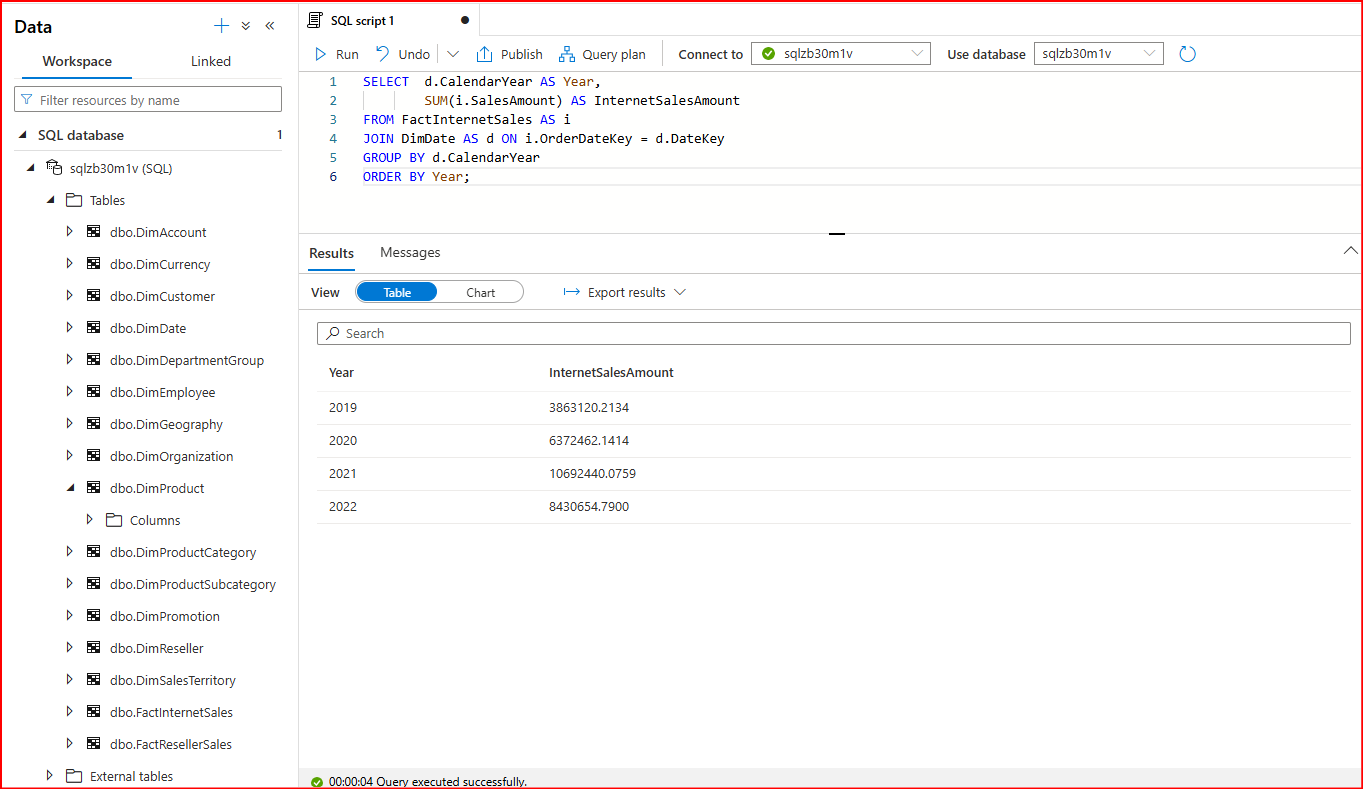 Data
Workspace Linked
Filter resources by name
SQL database 1
sqlzb30m1v (SQL)
Tables
dbo.DimAccount
dbo.DimCurrency
dbo.DimCustomer
dbo.DimDate
dbo.DimDepartmentGroup
dbo.DimEmployee
dbo.DimGeography
dbo.DimOrganization
dbo.DimProduct
Columns
dbo.DimProductCategory
dbo.DimProductSubcategory
dbo.DimPromotion
dbo.DimReseller
dbo.DimSalesTerritory
dbo.FactInternetSales
dbo.FactResellerSales
External tables
SQL script 1
Run Undo Publish Query plan Connect to sqlzb30m1v Use database sqlzb30m1v
1 SELECT d.CalendarYear AS Year,
2 SUM(i.SalesAmount) AS InternetSalesAmount
3 FROM FactInternetSales AS i
4 JOIN DimDate AS d ON i.OrderDateKey = d.DateKey
5 GROUP BY d.CalendarYear
6 ORDER BY Year;
Results Messages
View Table Chart Export results
Search
Year InternetSalesAmount
2019 3863120.2134
2020 6372462.1414
2021 10692440.0759
2022 8430654.7900
00:00:04 Query executed successfully.